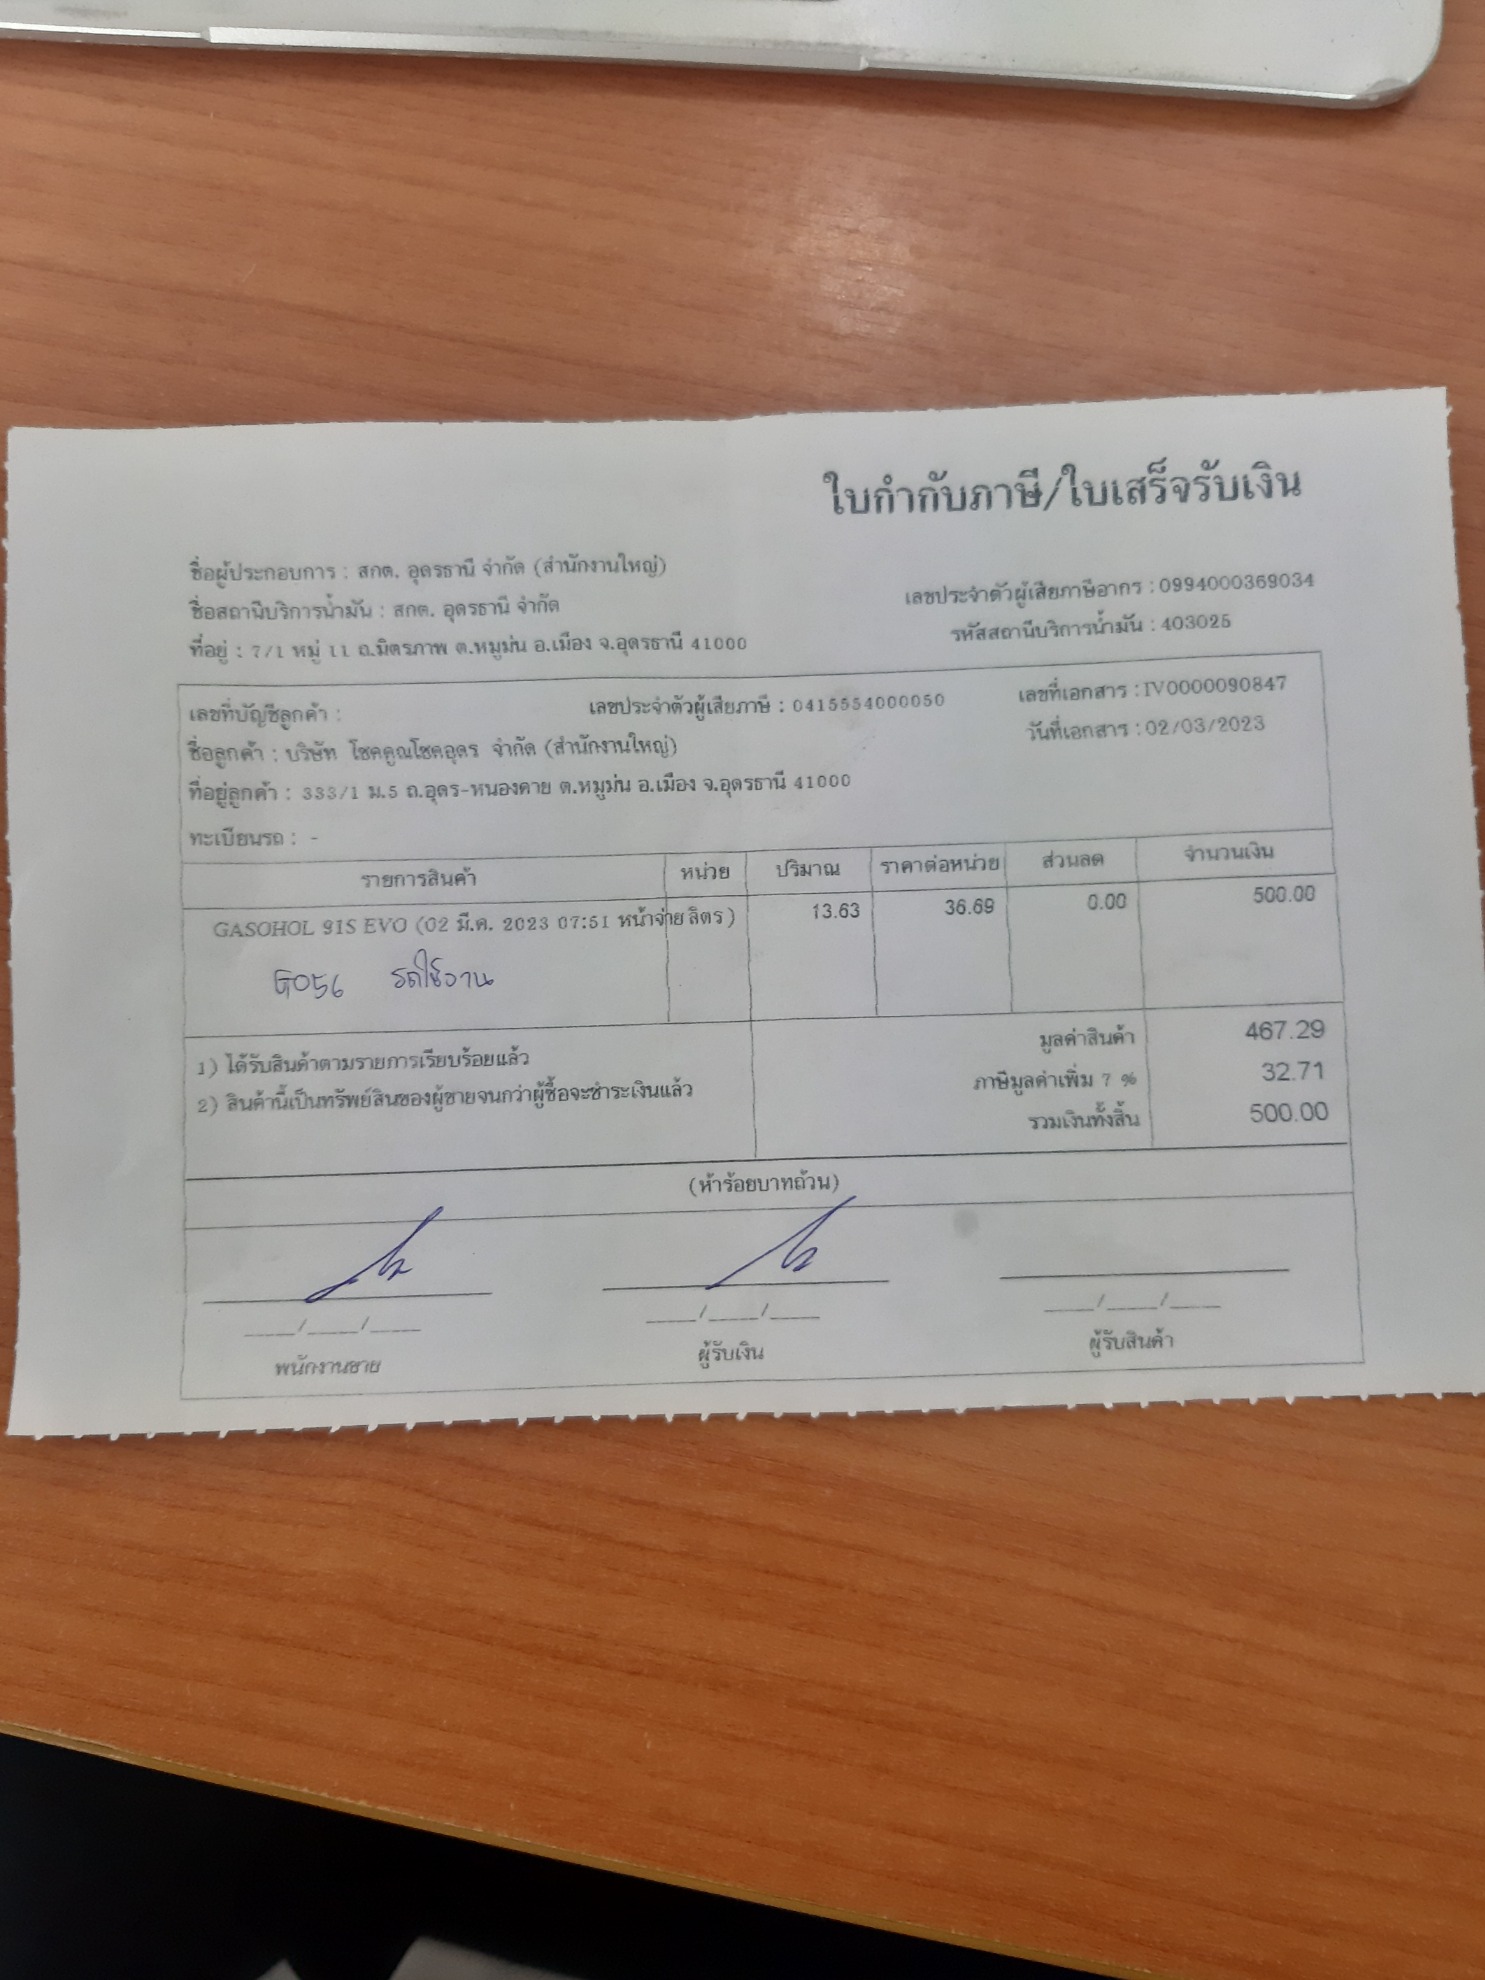 ใบกำกับภาษี/ใบเสร็จรับเงิน
ชื่อผู้ประกอบการ : สกต. อุดรธานี จำกัด (สำนักงานใหญ่)
เลขประจำตัวผู้เสียภาษีอากร : 0994000369034
ชื่อสถานีบริการน้ำมัน : สกต. อุดรธานี จำกัด
รหัสสถานีบริการน้ำมัน : 403025
ที่อยู่ : 7/1 หมู่ 11 ถ.มิตรภาพ ต.หมูม่น อ.เมือง จ.อุดรธานี 41000
เลขที่บัญชีลูกค้า : เลขประจำตัวผู้เสียภาษี : 0415554000050 เลขที่เอกสาร : IV0000090847
ชื่อลูกค้า : บริษัท โชคคูณโชคอุดร จำกัด (สำนักงานใหญ่) วันที่เอกสาร : 02/03/2023
ที่อยู่ลูกค้า : 333/1 ม.5 ถ.อุดร-หนองคาย ต.หมูม่น อ.เมือง จ.อุดรธานี 41000
ทะเบียนรถ : -
รายการสินค้า หน่วย ปริมาณ ราคาต่อหน่วย ส่วนลด จำนวนเงิน
GASOHOL 91S EVO (02 มี.ค. 2023 07:51 หน้าจ่าย ลิตร ) 13.63 36.69 0.00 500.00
G056 รถใช้งาน
1) ได้รับสินค้าตามรายการเรียบร้อยแล้ว มูลค่าสินค้า 467.29
2) สินค้านี้เป็นทรัพย์สินของผู้ขายจนกว่าผู้ซื้อจะชำระเงินแล้ว ภาษีมูลค่าเพิ่ม 7 % 32.71
รวมเงินทั้งสิ้น 500.00
(ห้าร้อยบาทถ้วน)
____/____/____ ____/____/____ ____/____/____
พนักงานขาย ผู้รับเงิน ผู้รับสินค้า